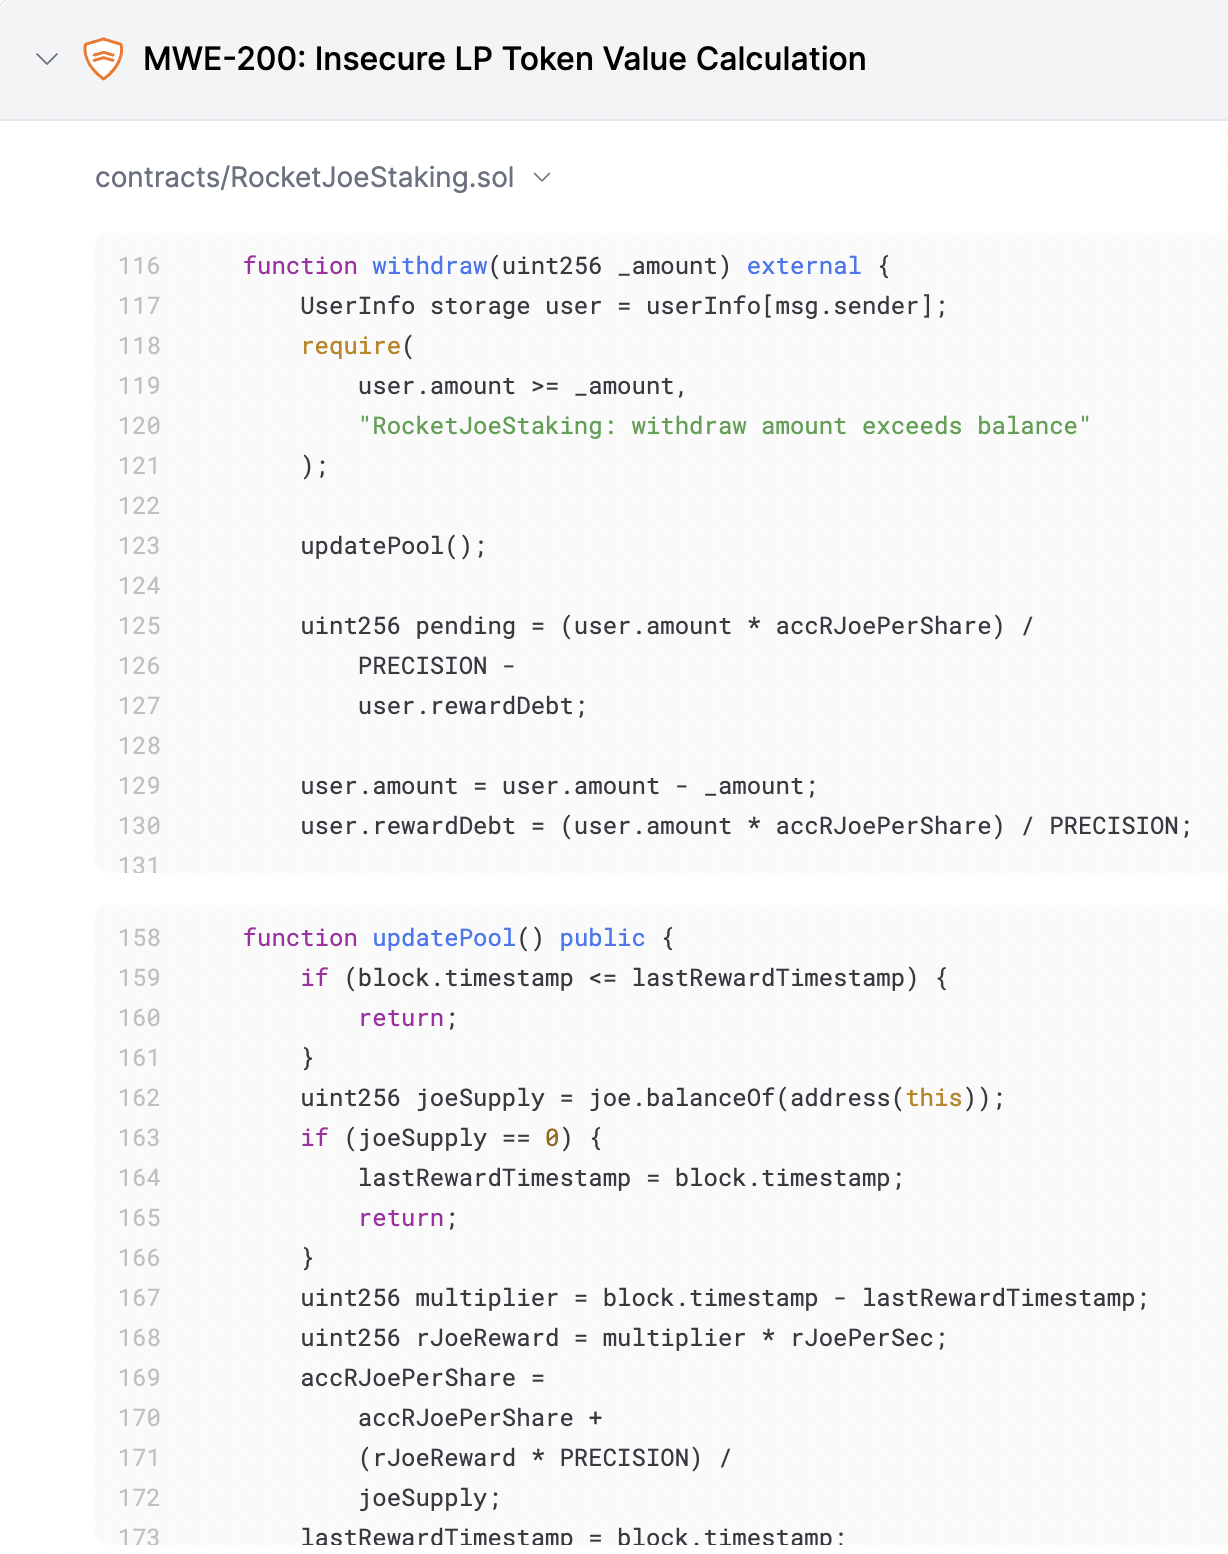 MWE-200: Insecure LP Token Value Calculation
contracts/RocketJoeStaking.sol
116 function withdraw(uint256 _amount) external {
117 UserInfo storage user = userInfo[msg.sender];
118 require(
119 user.amount >= _amount,
120 "RocketJoeStaking: withdraw amount exceeds balance"
121 );
122
123 updatePool();
124
125 uint256 pending = (user.amount * accRJoePerShare) /
126 PRECISION -
127 user.rewardDebt;
128
129 user.amount = user.amount - _amount;
130 user.rewardDebt = (user.amount * accRJoePerShare) / PRECISION;
131
158 function updatePool() public {
159 if (block.timestamp <= lastRewardTimestamp) {
160 return;
161 }
162 uint256 joeSupply = joe.balanceOf(address(this));
163 if (joeSupply == 0) {
164 lastRewardTimestamp = block.timestamp;
165 return;
166 }
167 uint256 multiplier = block.timestamp - lastRewardTimestamp;
168 uint256 rJoeReward = multiplier * rJoePerSec;
169 accRJoePerShare =
170 accRJoePerShare +
171 (rJoeReward * PRECISION) /
172 joeSupply;
173 lastRewardTimestamp = block.timestamp;